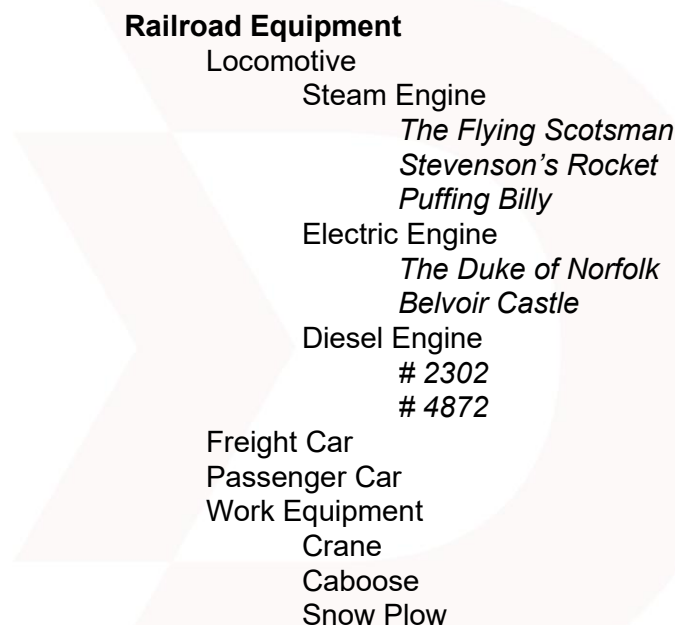 Railroad Equipment
Locomotive
Steam Engine
The Flying Scotsman
Stevenson's Rocket
Puffing Billy
Electric Engine
The Duke of Norfolk
Belvoir Castle
Diesel Engine
# 2302
# 4872
Freight Car
Passenger Car
Work Equipment
Crane
Caboose
Snow Plow